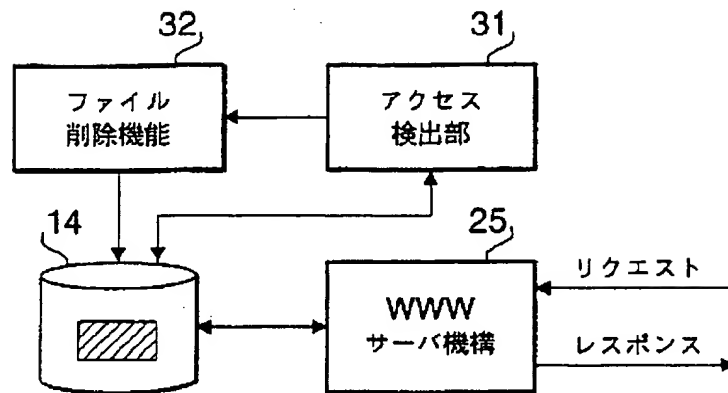 32
31
ファイル
削除機能
アクセス
検出部
14
25
WWW
サーバ機構
リクエスト
レスポンス